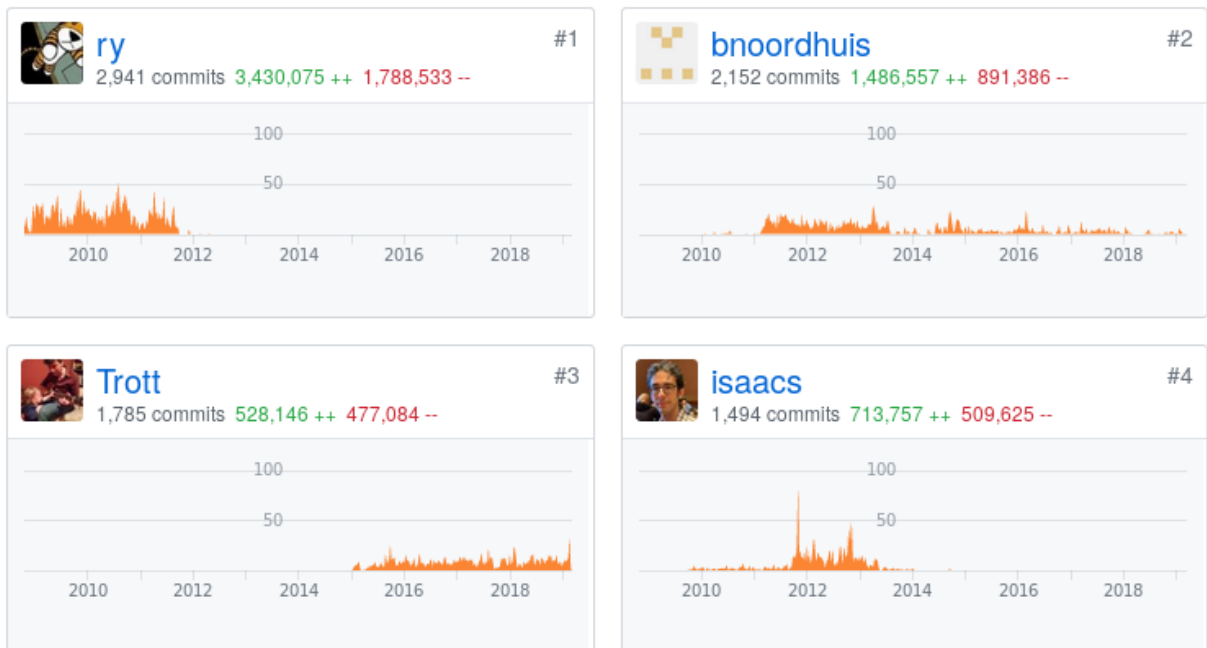 ry #1
2,941 commits 3,430,075 ++ 1,788,533 --
100
50
2010 2012 2014 2016 2018
bnoordhuis #2
2,152 commits 1,486,557 ++ 891,386 --
100
50
2010 2012 2014 2016 2018
Trott #3
1,785 commits 528,146 ++ 477,084 --
100
50
2010 2012 2014 2016 2018
isaacs #4
1,494 commits 713,757 ++ 509,625 --
100
50
2010 2012 2014 2016 2018